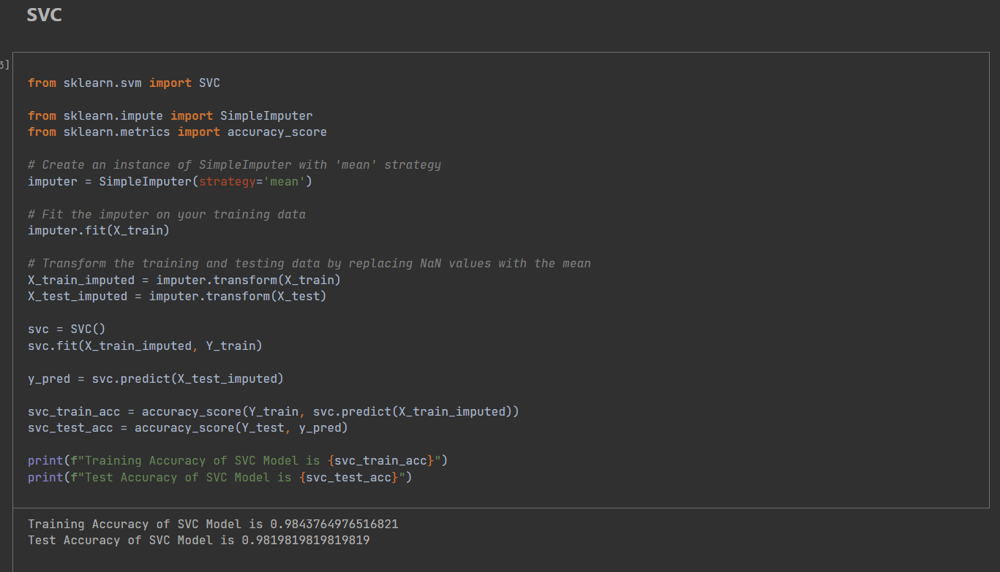 SVC
3]
from sklearn.svm import SVC
from sklearn.impute import SimpleImputer
from sklearn.metrics import accuracy_score
# Create an instance of SimpleImputer with 'mean' strategy
imputer = SimpleImputer(strategy='mean')
# Fit the imputer on your training data
imputer.fit(X_train)
# Transform the training and testing data by replacing NaN values with the mean
X_train_imputed = imputer.transform(X_train)
X_test_imputed = imputer.transform(X_test)
svc = SVC()
svc.fit(X_train_imputed, Y_train)
y_pred = svc.predict(X_test_imputed)
svc_train_acc = accuracy_score(Y_train, svc.predict(X_train_imputed))
svc_test_acc = accuracy_score(Y_test, y_pred)
print(f"Training Accuracy of SVC Model is {svc_train_acc}")
print(f"Test Accuracy of SVC Model is {svc_test_acc}")
Training Accuracy of SVC Model is 0.9843764976516821
Test Accuracy of SVC Model is 0.9819819819819819